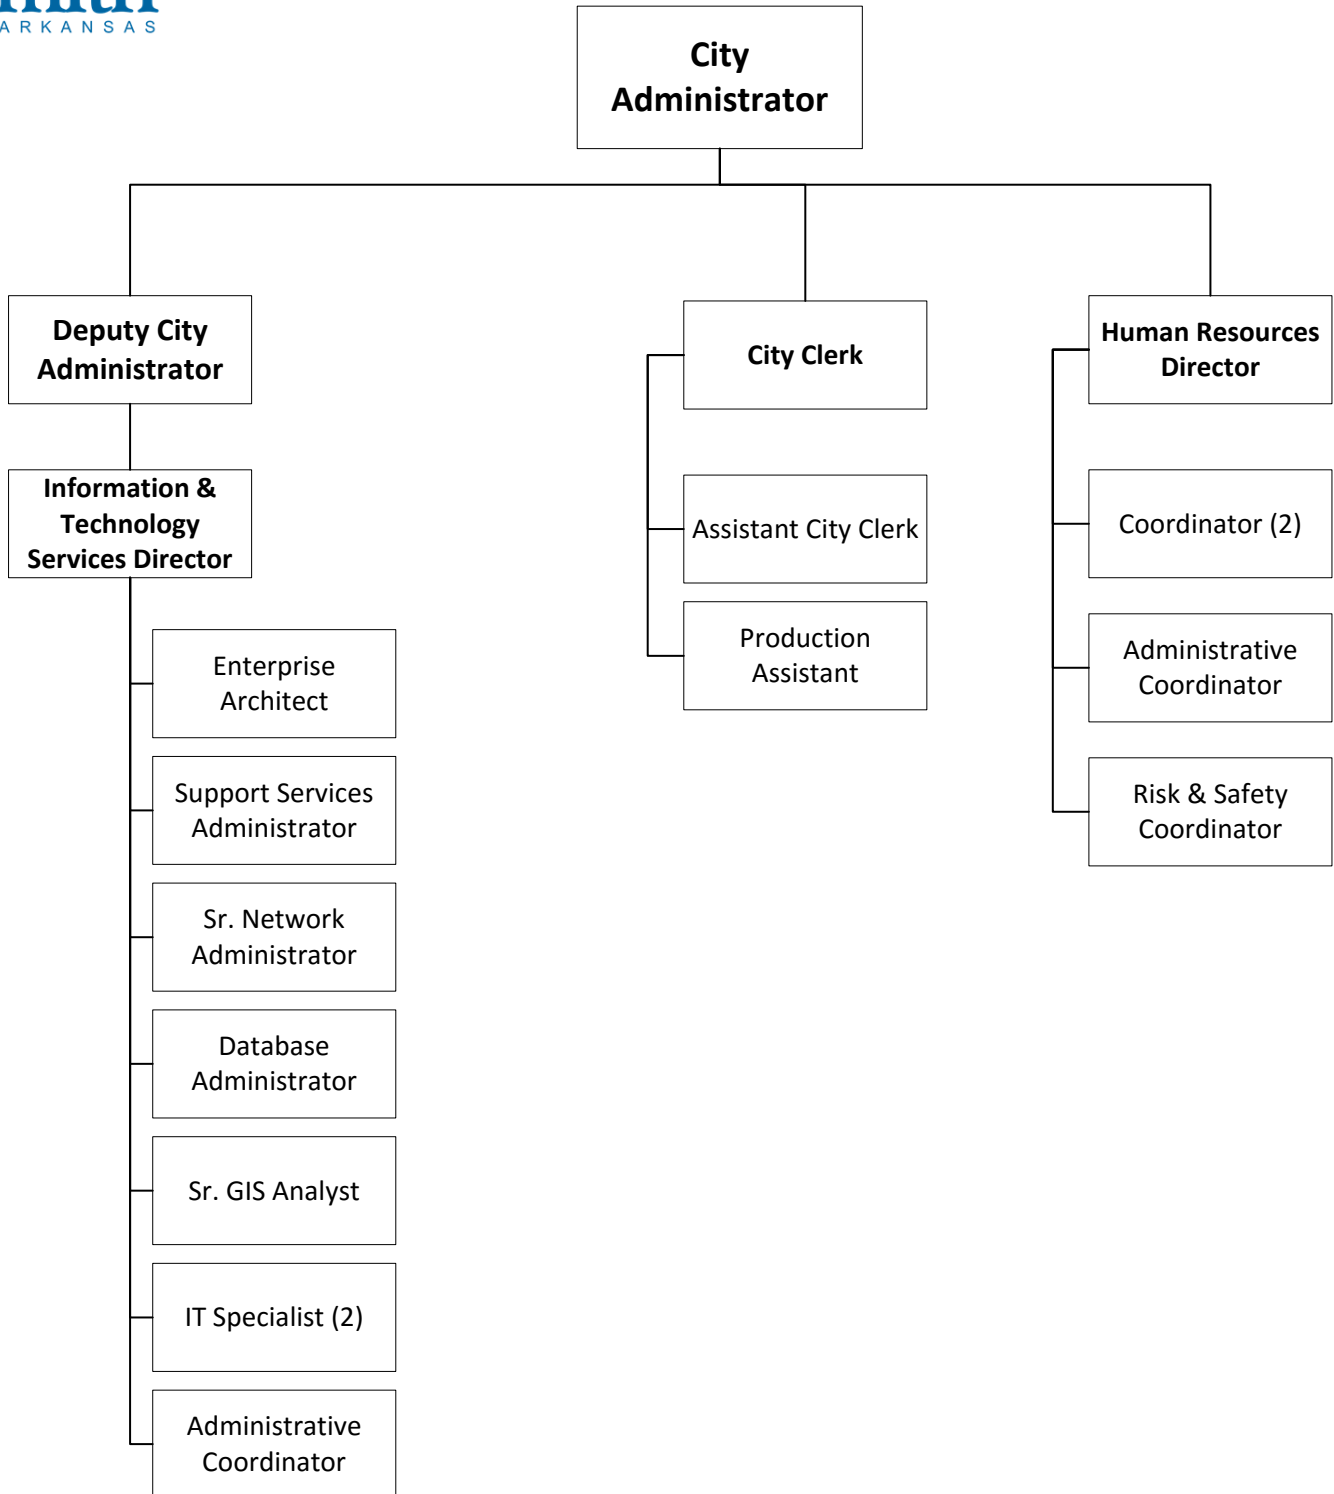 ARKANSAS
City
Administrator
Deputy City
Administrator
Information &
Technology
Services Director
Enterprise
Architect
Support Services
Administrator
Sr. Network
Administrator
Database
Administrator
Sr. GIS Analyst
IT Specialist (2)
Administrative
Coordinator
City Clerk
Assistant City Clerk
Production
Assistant
Human Resources
Director
Coordinator (2)
Administrative
Coordinator
Risk & Safety
Coordinator